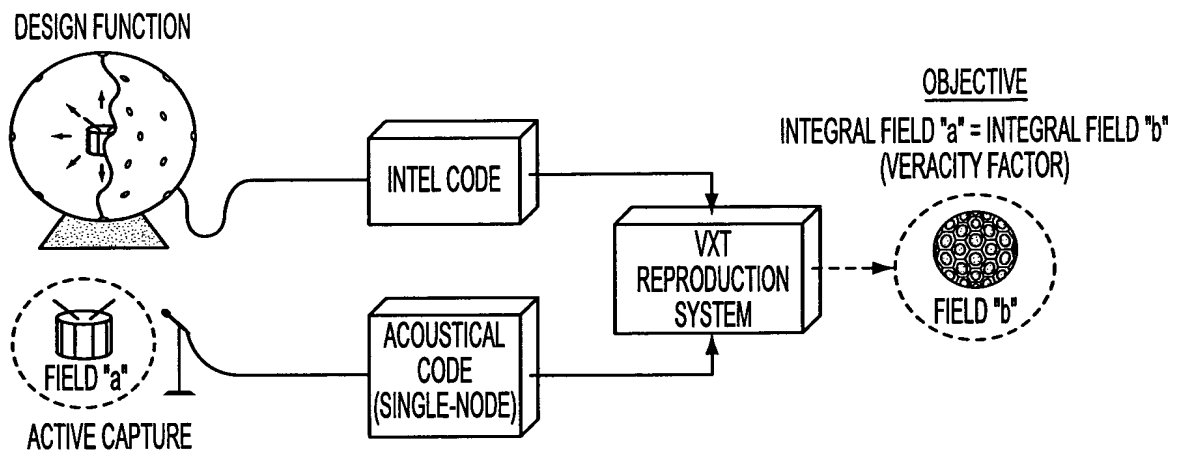 DESIGN FUNCTION
INTEL CODE
OBJECTIVE
INTEGRAL FIELD "a" = INTEGRAL FIELD "b"
(VERACITY FACTOR)
VXT
REPRODUCTION
SYSTEM
FIELD "b"
FIELD "a"
ACTIVE CAPTURE
ACOUSTICAL
CODE
(SINGLE-NODE)